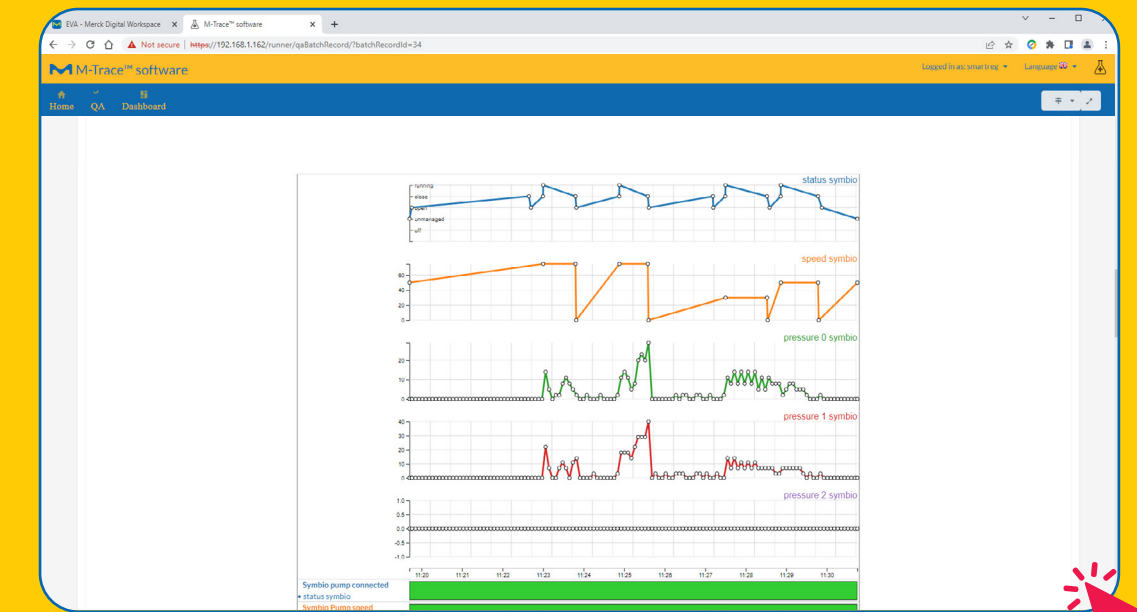 EVA - Merck Digital Workspace
M-Trace™ software
Not secure | https://192.168.1.162/runner/qaBatchRecord/?batchRecordId=34
M-Trace™ software
Logged in as: smartreg
Language
Home QA Dashboard
status symbio
running
close
open
unmanaged
off
speed symbio
60
40
20
0
pressure 0 symbio
20
10
0
pressure 1 symbio
40
30
20
10
0
pressure 2 symbio
1.0
0.5
0.0
-0.5
-1.0
11:20 11:21 11:22 11:23 11:24 11:25 11:26 11:27 11:28 11:29 11:30
Symbio pump connected
• status symbio
Symbio Pump speed